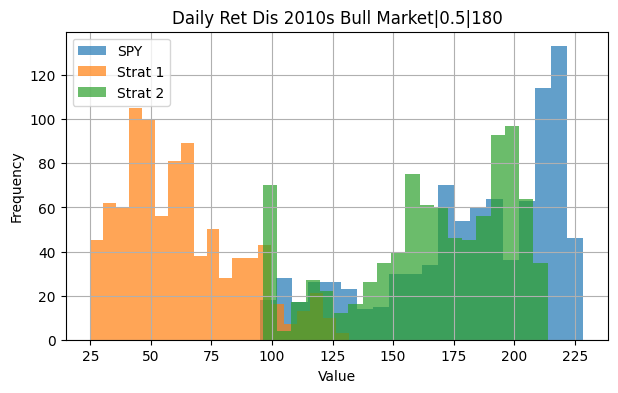 Daily Ret Dis 2010s Bull Market|0.5|180
SPY
Strat 1
Strat 2
Frequency
120
100
80
60
40
20
0
25 50 75 100 125 150 175 200 225
Value